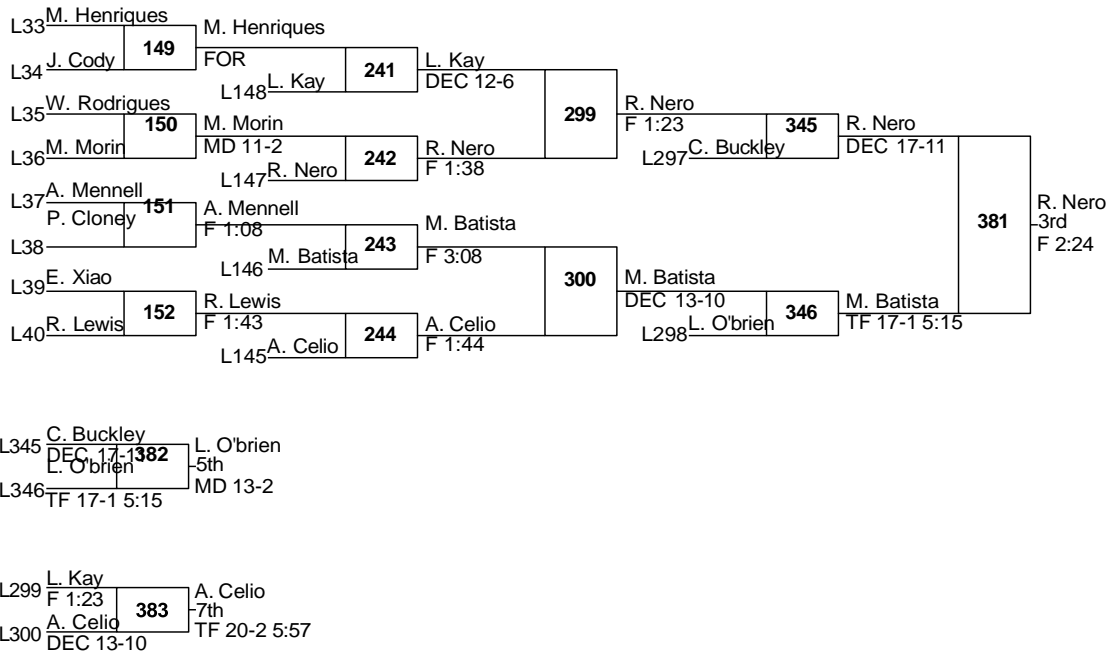 M. Henriques
L33
M. Henriques
149
J. Cody
FOR
L34
L. Kay
241
L. Kay
DEC 12-6
L148
W. Rodrigues
L35
R. Nero
299
F 1:23
345
R. Nero
150
M. Morin
M. Morin
MD 11-2
C. Buckley
DEC 17-11
L36
R. Nero
242
F 1:38
L297
R. Nero
L147
A. Mennell
L37
P. Cloney
151
A. Mennell
F 1:08
R. Nero
3rd
381
F 2:24
M. Batista
243
L38
M. Batista
F 3:08
L146
E. Xiao
L39
M. Batista
300
DEC 13-10
R. Lewis
152
R. Lewis
F 1:43
M. Batista
346
L. O'brien
TF 17-1 5:15
L40
A. Celio
244
F 1:44
L298
A. Celio
L145
C. Buckley
L345
DEC 17-11
382
L. O'brien
L. O'brien
5th
L346
TF 17-1 5:15
MD 13-2
L. Kay
L299
F 1:23
383
A. Celio
7th
A. Celio
TF 20-2 5:57
L300
DEC 13-10